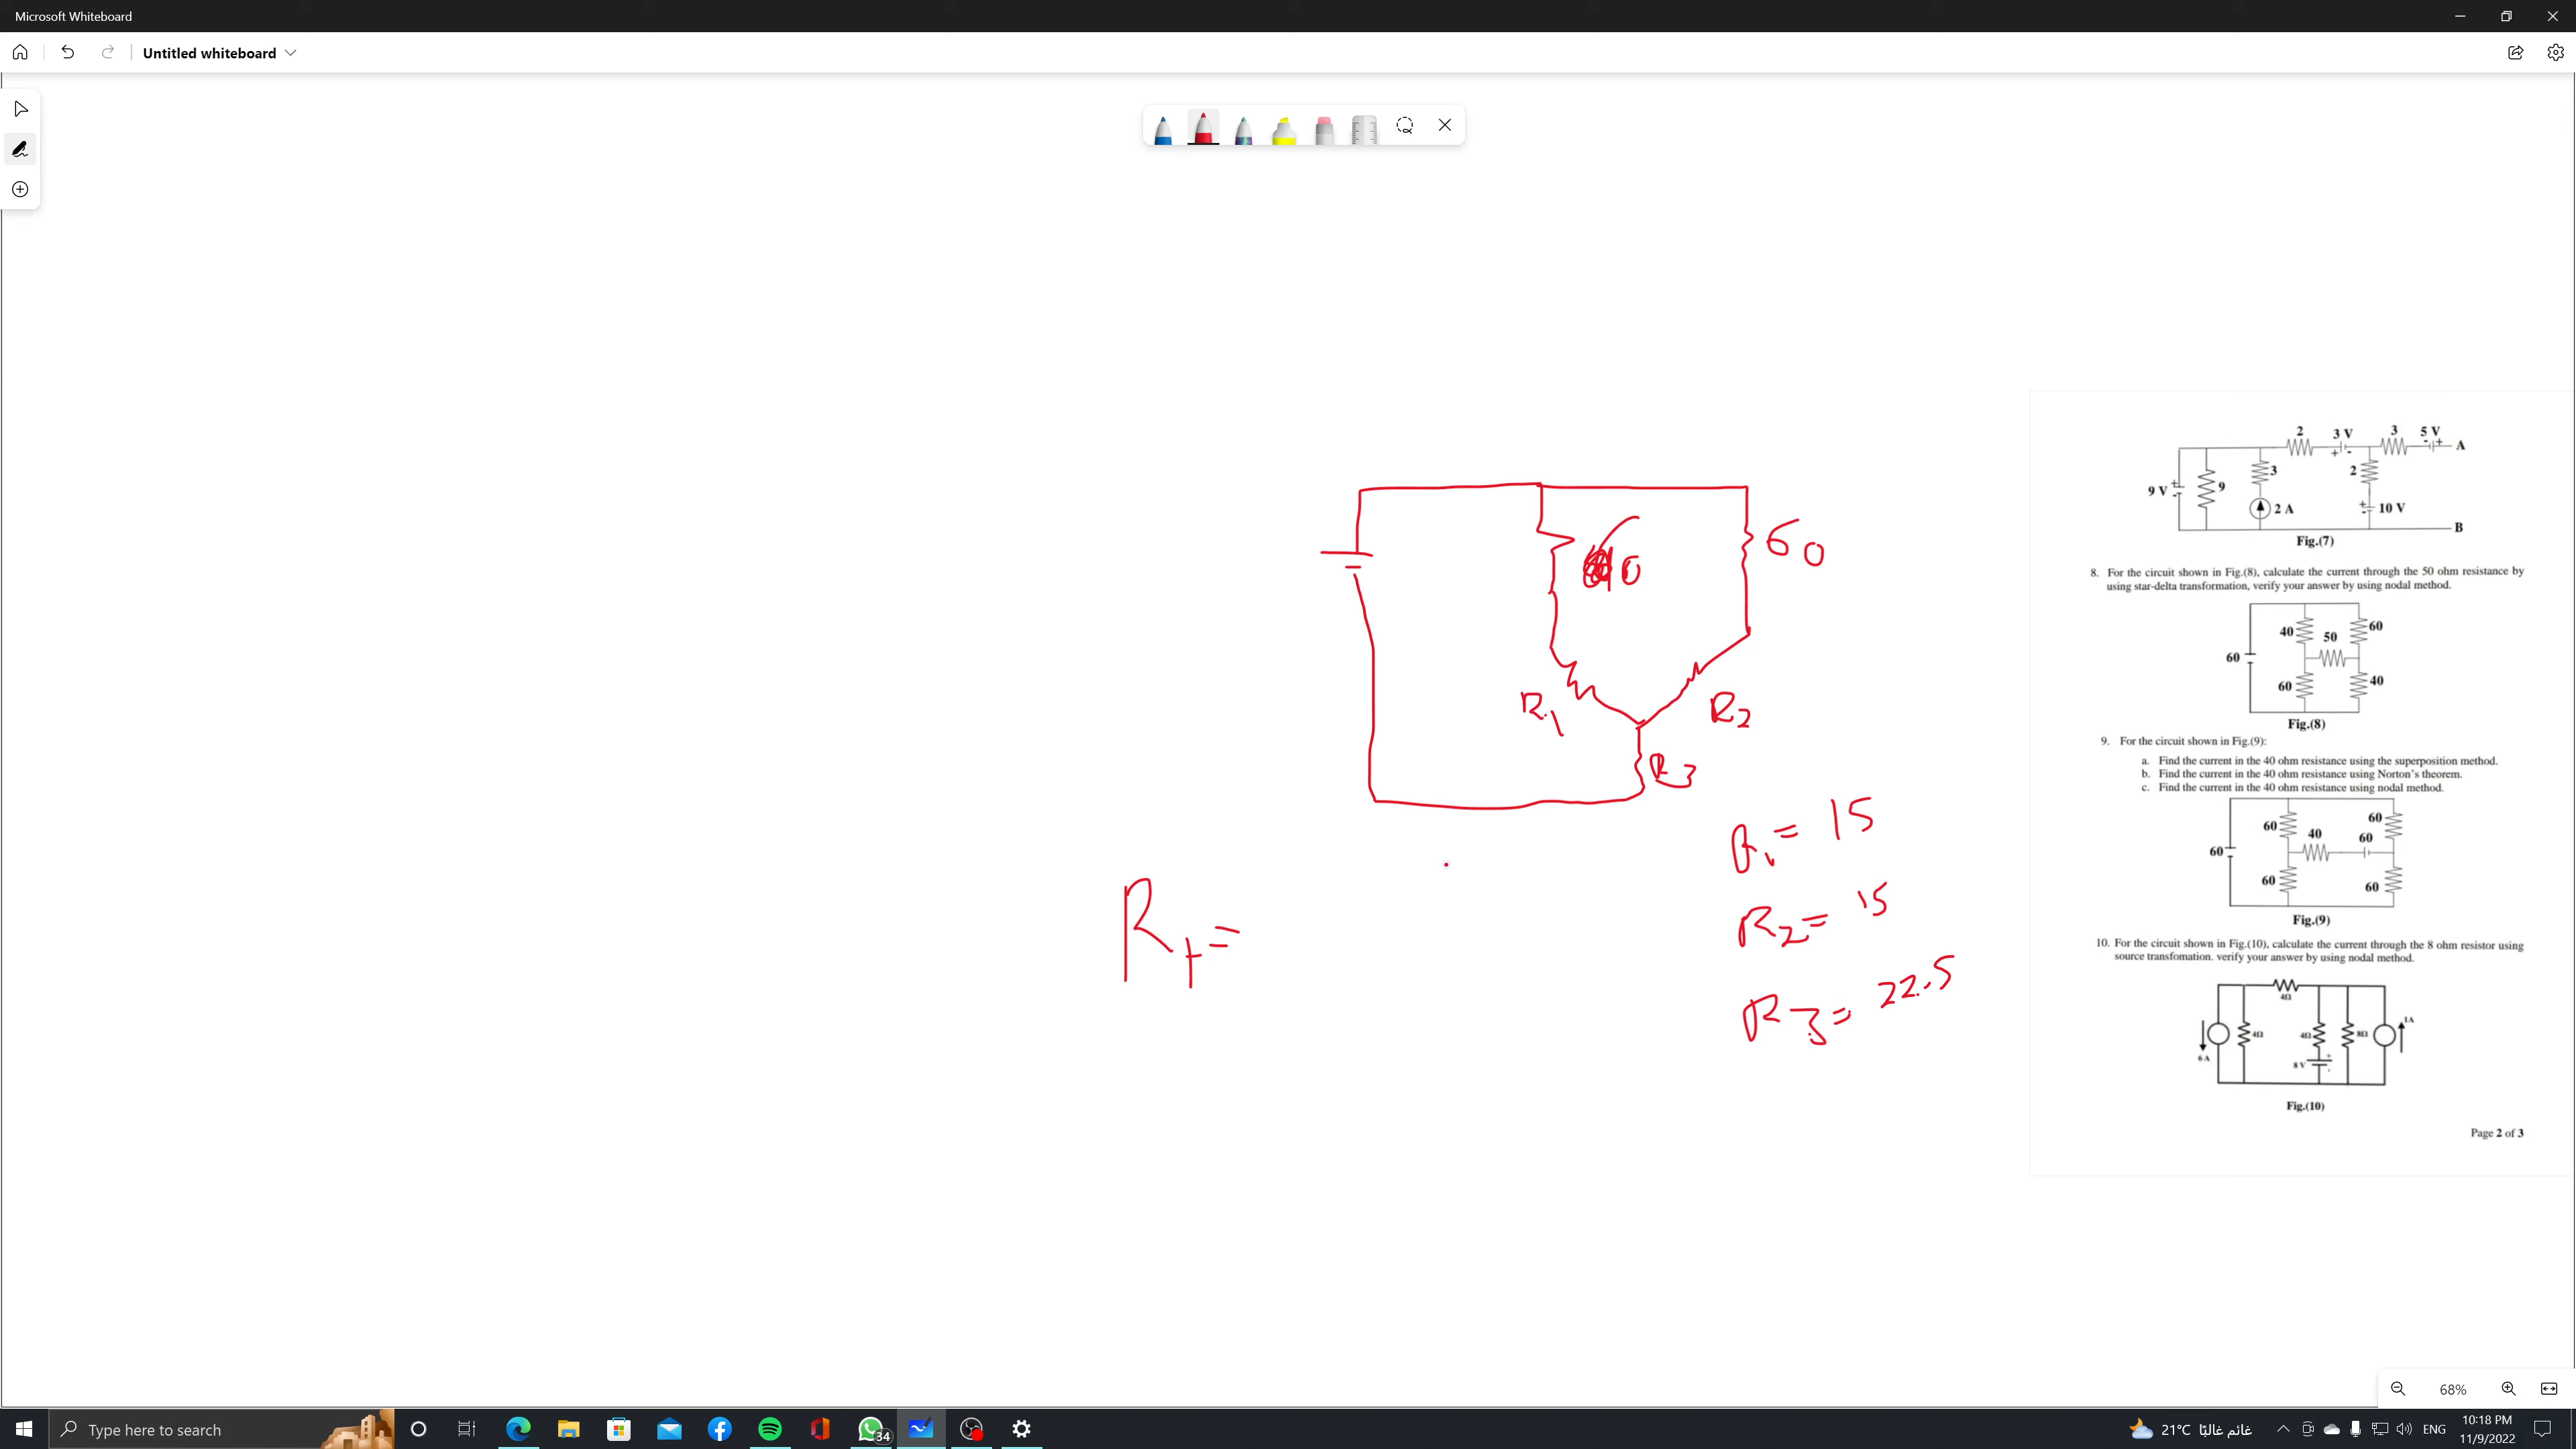 Microsoft Whiteboard
Untitled whiteboard
60
R1
R2
R3
R1 = 15
R2 = 15
R3 = 22.5
Rt =
2 3 V 3 5 V
+ -
- +
A
3 2
9 V + -
9
2 A
+ - 10 V
B
Fig.(7)
8. For the circuit shown in Fig.(8), calculate the current through the 50 ohm resistance by
using star-delta transformation, verify your answer by using nodal method.
40 50 60
60
60 40
Fig.(8)
9. For the circuit shown in Fig.(9):
a. Find the current in the 40 ohm resistance using the superposition method.
b. Find the current in the 40 ohm resistance using Norton's theorem.
c. Find the current in the 40 ohm resistance using nodal method.
60 60
40 60
60
60 60
Fig.(9)
10. For the circuit shown in Fig.(10), calculate the current through the 8 ohm resistor using
source transfomation. verify your answer by using nodal method.
4Ω
1A
4Ω 4Ω 8Ω
6 A
8 V + -
Fig.(10)
Page 2 of 3
68%
Type here to search
34
21°C غائم غالبًا
ENG
10:18 PM
11/9/2022